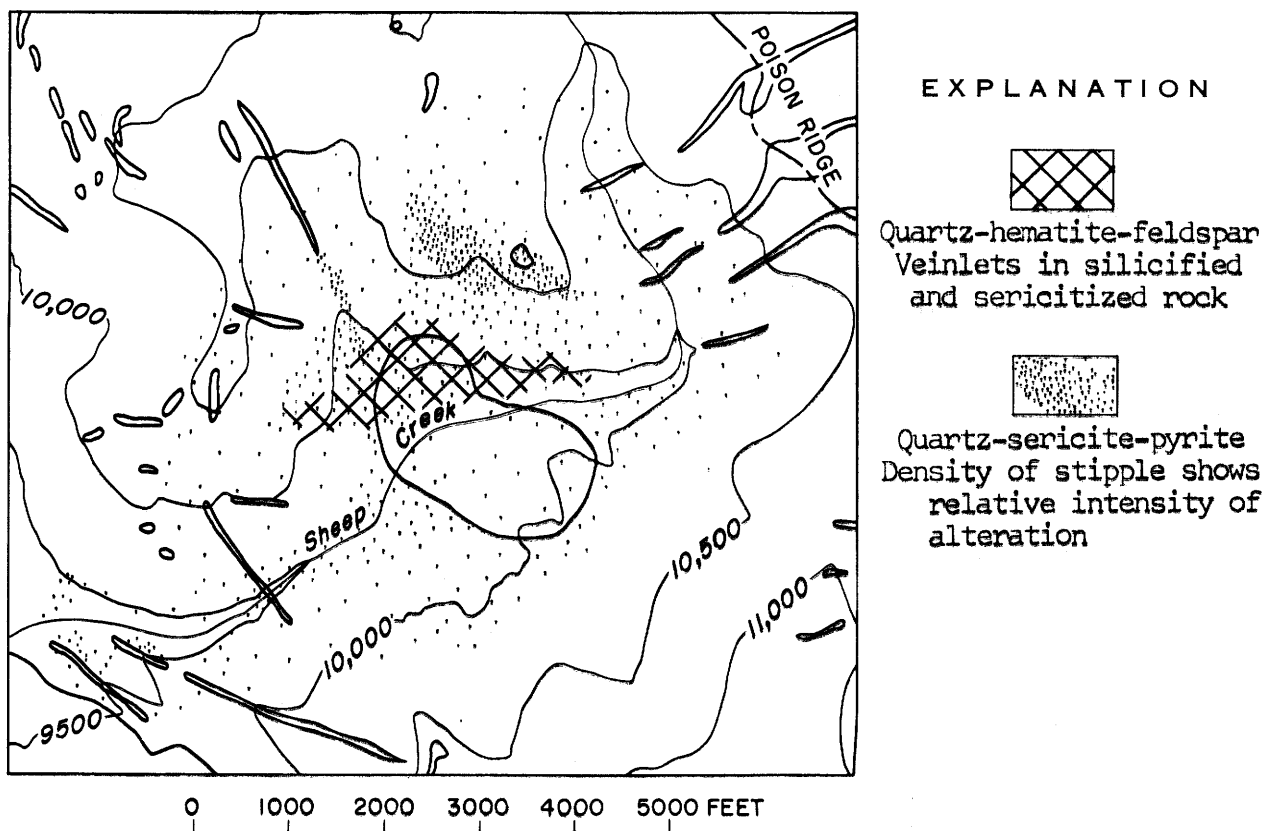 POISON RIDGE
10,000
Creek
Sheep
10,500
11,000
10,000
9500
0 1000 2000 3000 4000 5000 FEET
EXPLANATION
Quartz-hematite-feldspar
Veinlets in silicified
and sericitized rock
Quartz-sericite-pyrite
Density of stipple shows
relative intensity of
alteration